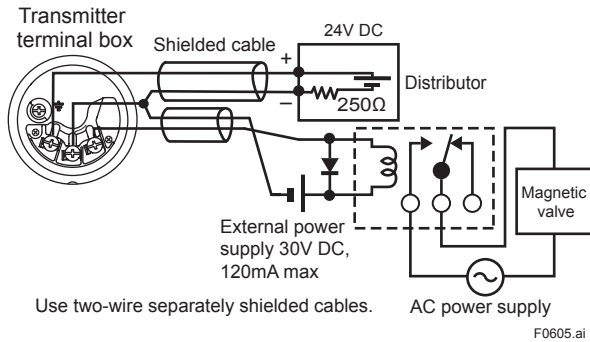 Transmitter
terminal box
Shielded cable
24V DC
+
–
250Ω
Distributor
External power
supply 30V DC,
120mA max
Magnetic
valve
Use two-wire separately shielded cables.
AC power supply
F0605.ai